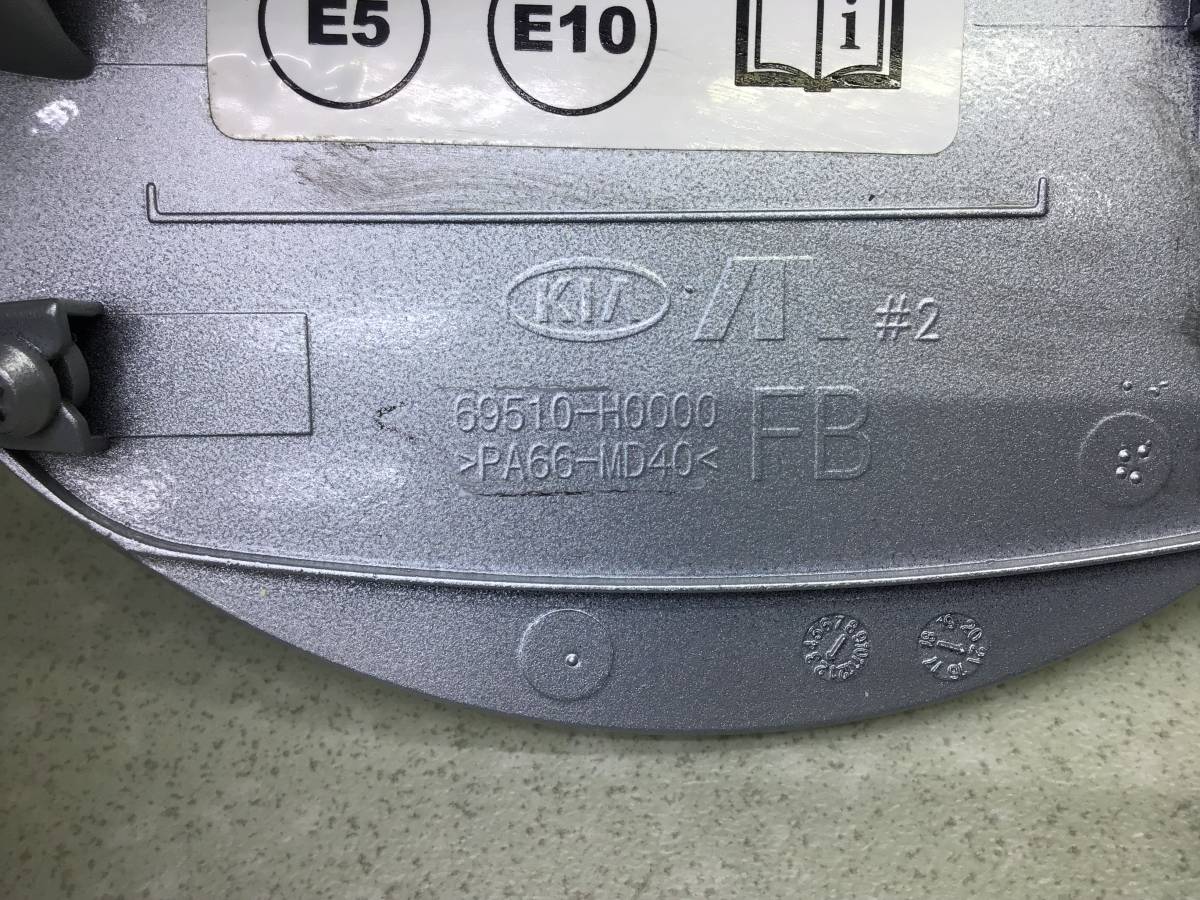 E5 E10 i
KIA #2
69510-H0000 FB
>PA66-MD40<